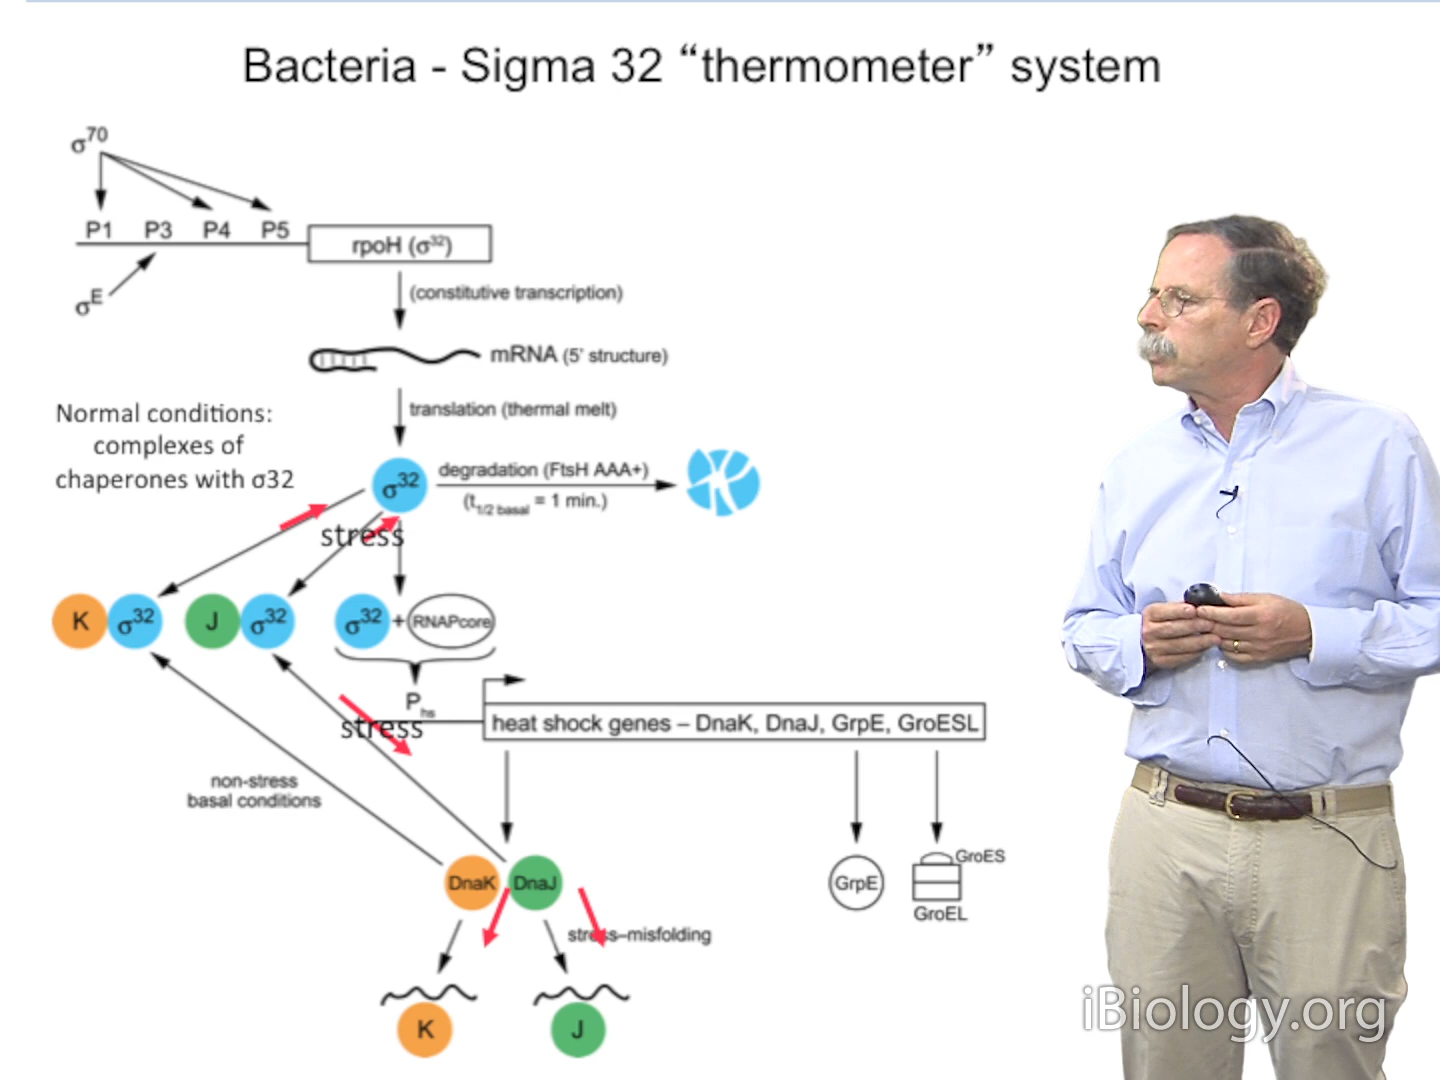 Bacteria - Sigma 32 “thermometer” system
σ70
P1 P3 P4 P5
rpoH (σ32)
σE
(constitutive transcription)
mRNA (5' structure)
translation (thermal melt)
Normal conditions:
complexes of
chaperones with σ32
σ32
degradation (FtsH AAA+)
(t1/2 basal = 1 min.)
stress
K σ32
J σ32
σ32 + RNAPcore
Phs
stress
heat shock genes – DnaK, DnaJ, GrpE, GroESL
non-stress
basal conditions
DnaK DnaJ
GrpE
GroES
GroEL
stress–misfolding
K
J
iBiology.org